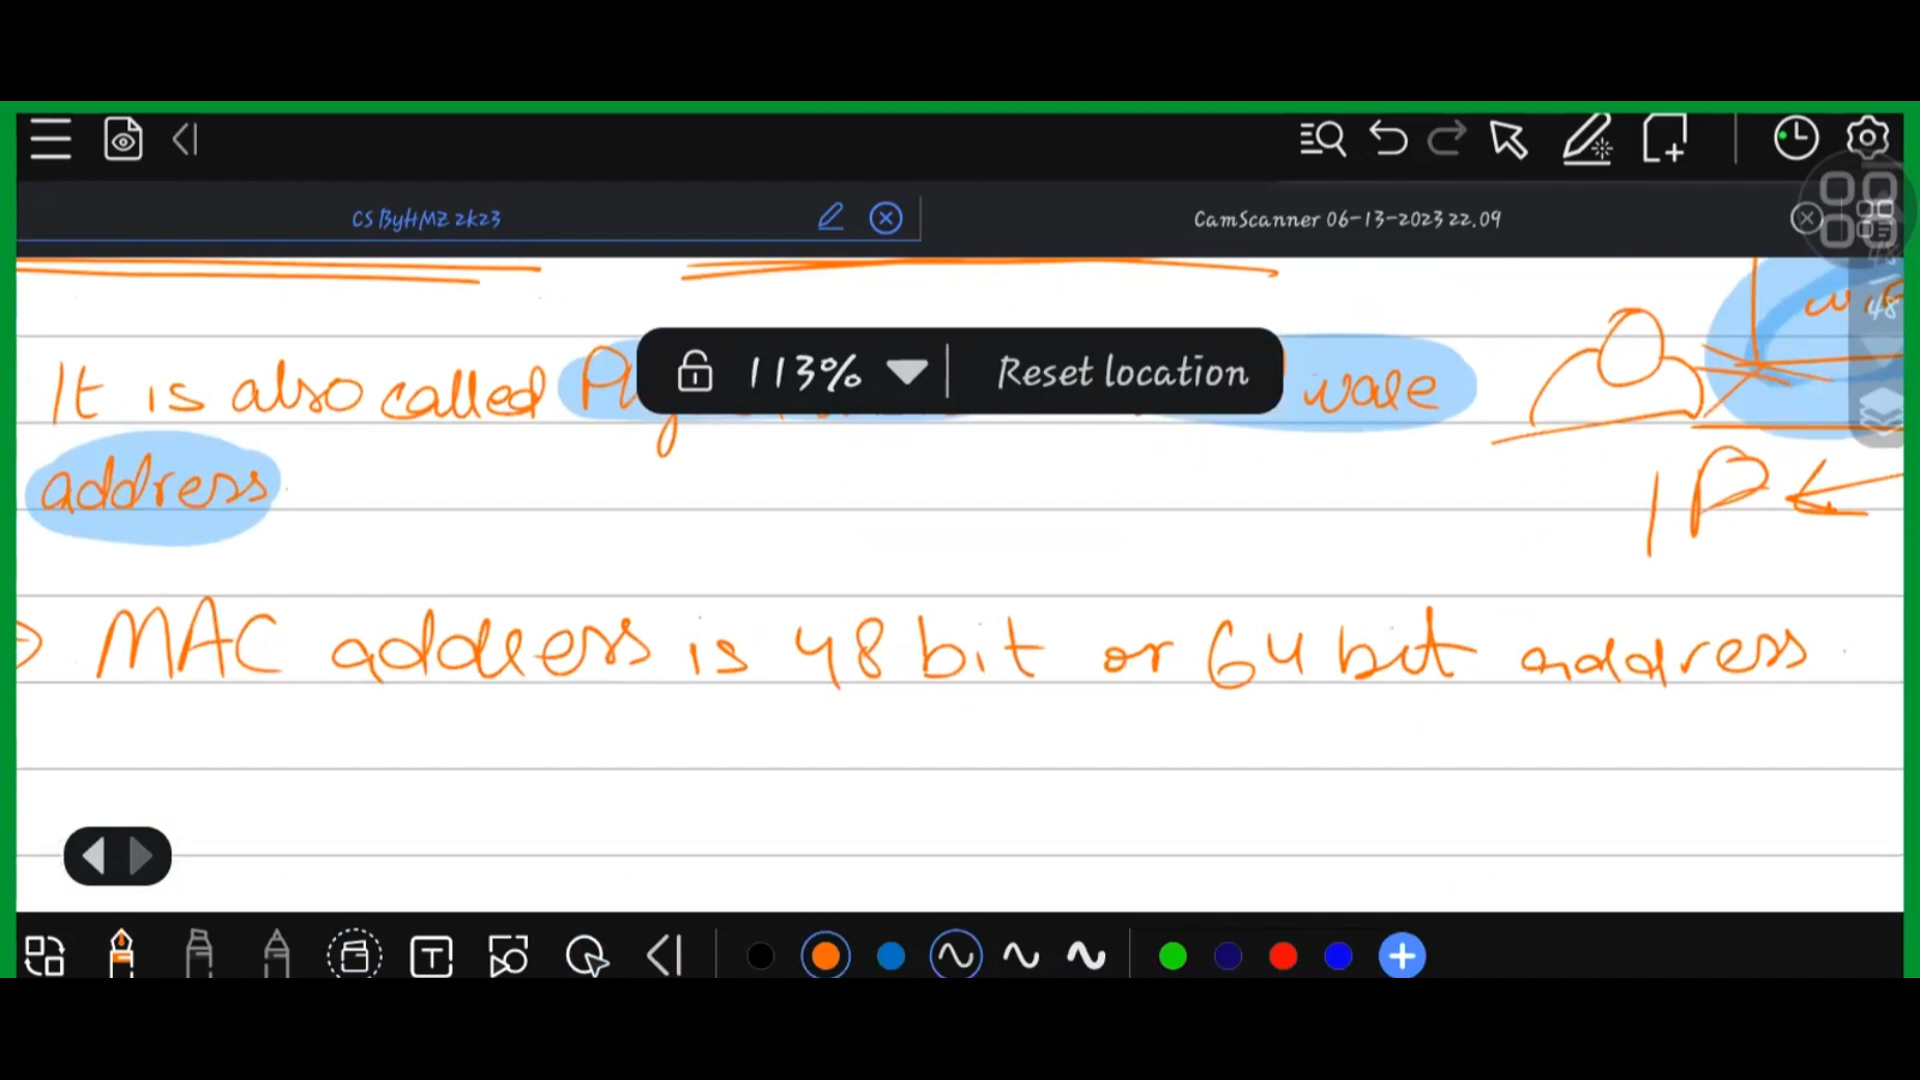 CS ByHMZ 2k23
CamScanner 06-13-2023 22.09
113%
Reset location
It is also called ware
address
IP
MAC address is 48 bit or 64 bit address